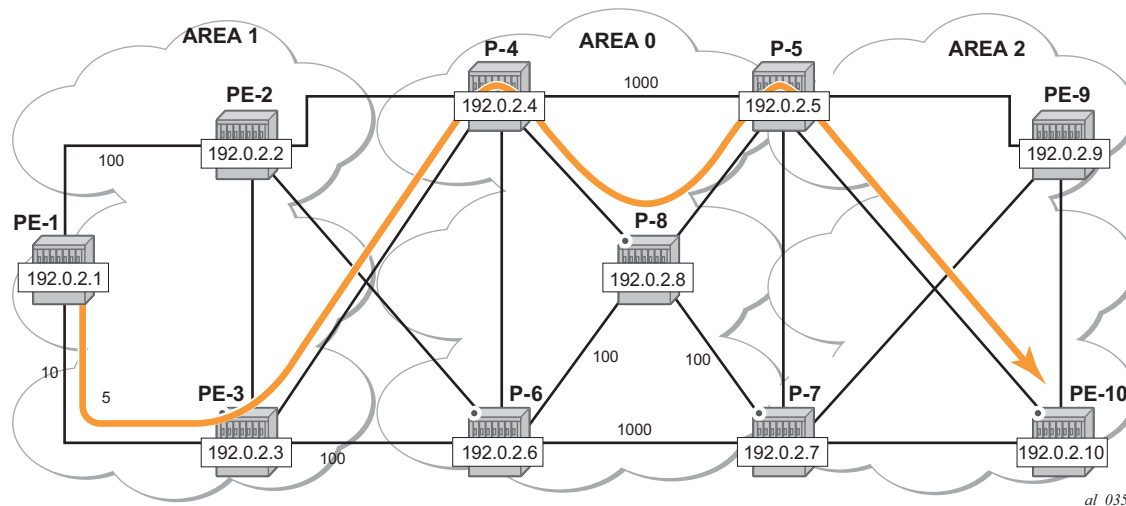 AREA 1
AREA 0
AREA 2
P-4
P-5
PE-2
1000
PE-9
192.0.2.4
192.0.2.5
192.0.2.2
192.0.2.9
100
PE-1
P-8
192.0.2.1
192.0.2.8
10
5
100
100
PE-3
P-6
P-7
PE-10
1000
192.0.2.3
100
192.0.2.6
192.0.2.7
192.0.2.10
al_035